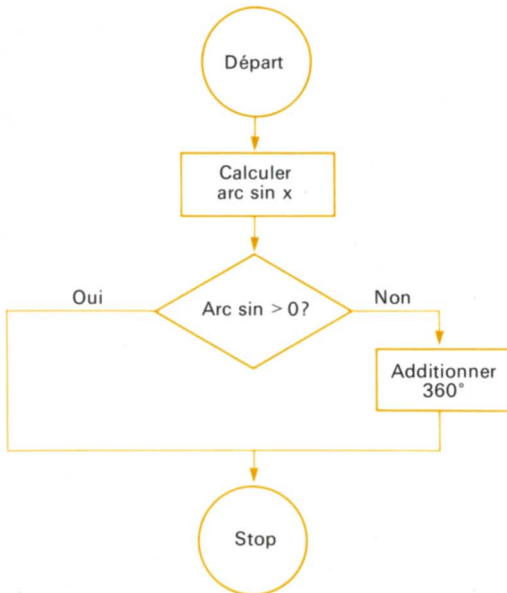 Départ
Calculer
arc sin x
Oui
Arc sin > 0?
Non
Additionner
360°
Stop